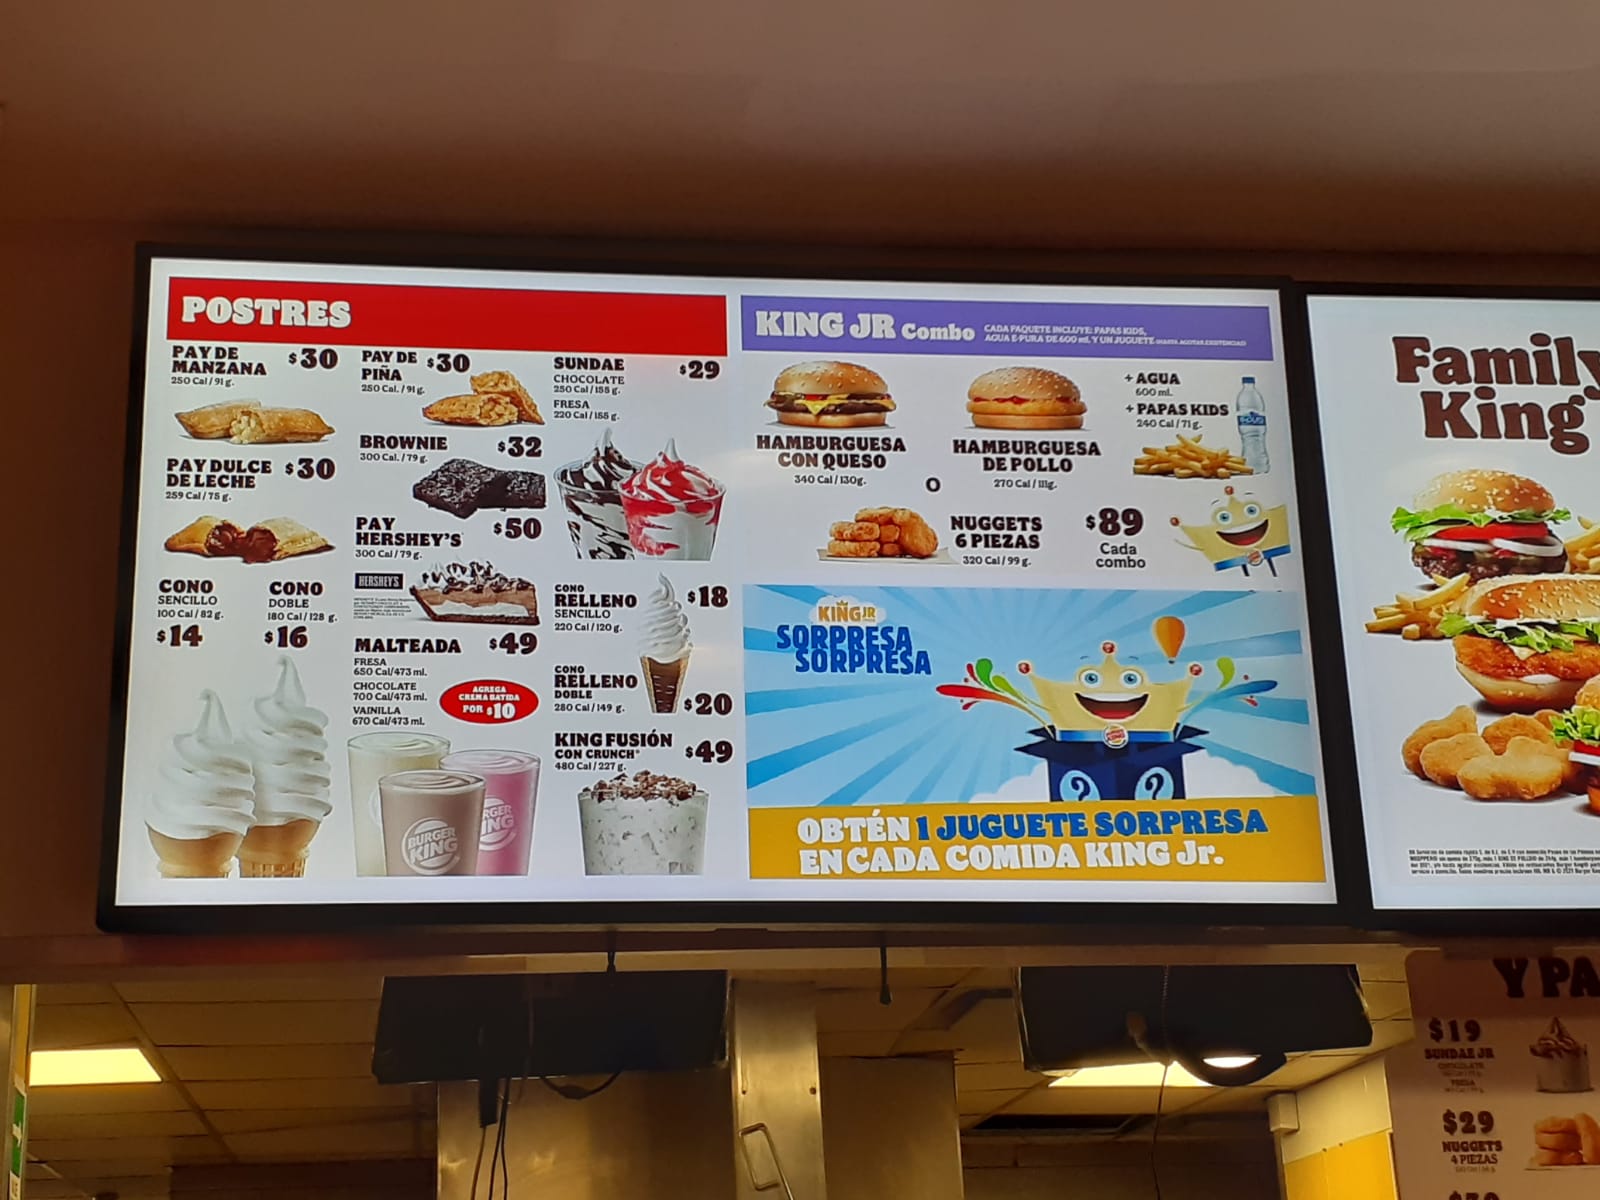 POSTRES
PAY DE
MANZANA
$30
250 Cal / 91 g.
PAY DULCE
DE LECHE
$30
259 Cal / 75 g.
CONO
SENCILLO
100 Cal / 82 g.
$14
CONO
DOBLE
180 Cal / 128 g.
$16
PAY DE
PIÑA
$30
250 Cal. / 91 g.
BROWNIE
$32
300 Cal. / 79 g.
PAY
HERSHEY'S
$50
300 Cal / 79 g.
HERSHEY'S
MALTEADA
$49
FRESA
650 Cal/473 ml.
CHOCOLATE
700 Cal/473 ml.
VAINILLA
670 Cal/473 ml.
AGREGA
CREMA BATIDA
POR $10
BURGER
KING
SUNDAE
$29
CHOCOLATE
250 Cal / 155 g.
FRESA
220 Cal / 155 g.
CONO
RELLENO
SENCILLO
220 Cal / 120 g.
$18
CONO
RELLENO
DOBLE
280 Cal / 149 g.
$20
KING FUSIÓN
CON CRUNCH®
480 Cal / 227 g.
$49
KING JR Combo
CADA PAQUETE INCLUYE: PAPAS KIDS,
AGUA E-PURA DE 600 ml. Y UN JUGUETE (HASTA AGOTAR EXISTENCIAS)
HAMBURGUESA
CON QUESO
340 Cal / 130g.
O
HAMBURGUESA
DE POLLO
270 Cal / 111g.
+ AGUA
600 ml.
+ PAPAS KIDS
240 Cal / 71 g.
NUGGETS
6 PIEZAS
320 Cal / 99 g.
$89
Cada
combo
KING JR
SORPRESA
SORPRESA
OBTÉN 1 JUGUETE SORPRESA
EN CADA COMIDA KING Jr.
Family
King
Y PA
$19
SUNDAE JR
CHOCOLATE
FRESA
$29
NUGGETS
4 PIEZAS